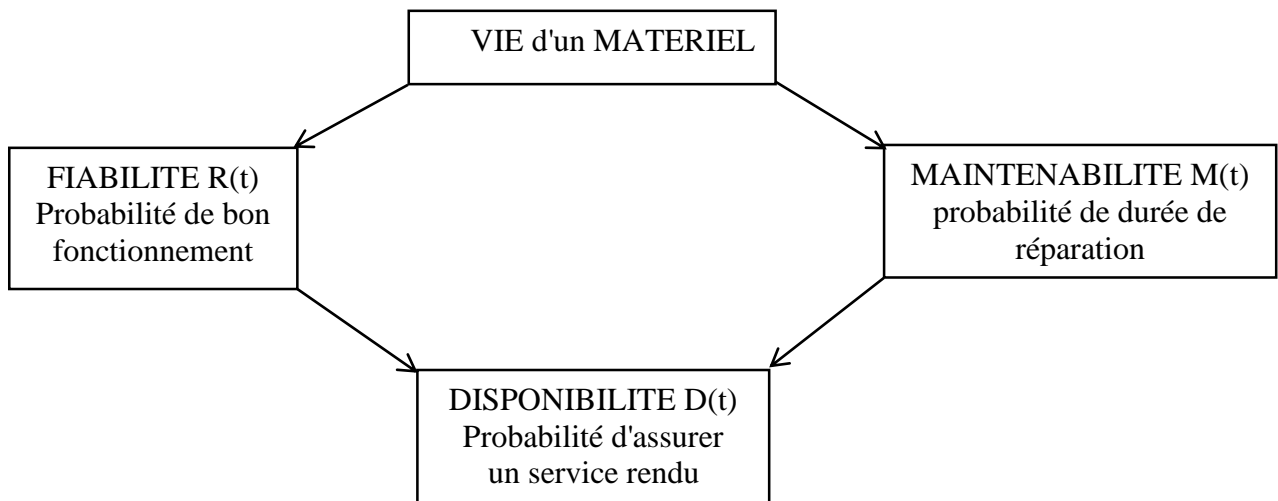 VIE d'un MATERIEL
FIABILITE R(t)
Probabilité de bon
fonctionnement
MAINTENABILITE M(t)
probabilité de durée de
réparation
DISPONIBILITE D(t)
Probabilité d'assurer
un service rendu